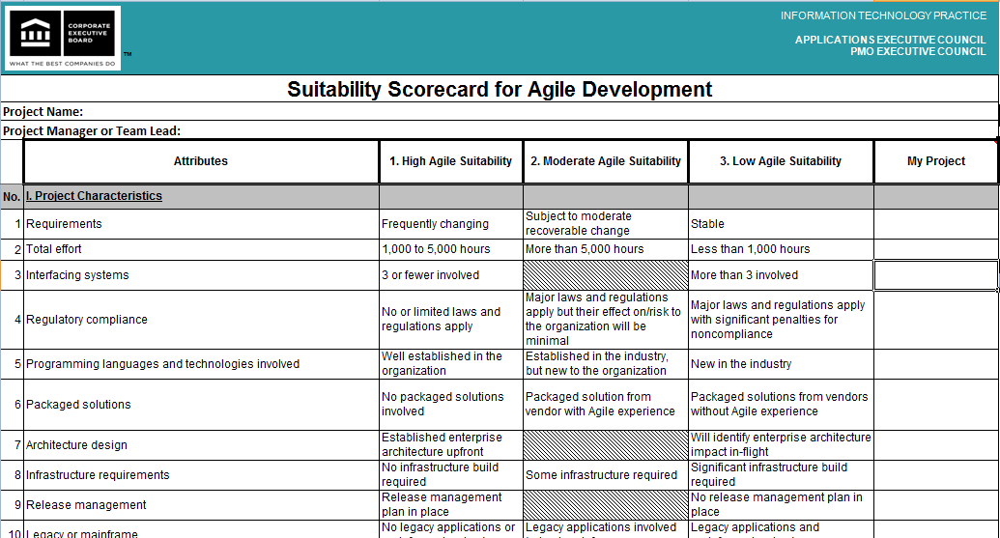 CORPORATE
EXECUTIVE
BOARD
WHAT THE BEST COMPANIES DO
TM
INFORMATION TECHNOLOGY PRACTICE
APPLICATIONS EXECUTIVE COUNCIL
PMO EXECUTIVE COUNCIL
Suitability Scorecard for Agile Development
Project Name:
Project Manager or Team Lead:
Attributes
1. High Agile Suitability
2. Moderate Agile Suitability
3. Low Agile Suitability
My Project
No.
I. Project Characteristics
1
Requirements
Frequently changing
Subject to moderate
recoverable change
Stable
2
Total effort
1,000 to 5,000 hours
More than 5,000 hours
Less than 1,000 hours
3
Interfacing systems
3 or fewer involved
More than 3 involved
4
Regulatory compliance
No or limited laws and
regulations apply
Major laws and regulations
apply but their effect on/risk to
the organization will be
minimal
Major laws and regulations apply
with significant penalties for
noncompliance
5
Programming languages and technologies involved
Well established in the
organization
Established in the industry,
but new to the organization
New in the industry
6
Packaged solutions
No packaged solutions
involved
Packaged solution from
vendor with Agile experience
Packaged solutions from vendors
without Agile experience
7
Architecture design
Established enterprise
architecture upfront
Will identify enterprise architecture
impact in-flight
8
Infrastructure requirements
No infrastructure build
required
Some infrastructure required
Significant infrastructure build
required
9
Release management
Release management
plan in place
No release management plan in
place
10
Legacy or mainframe
No legacy applications or
Legacy applications involved
Legacy applications and